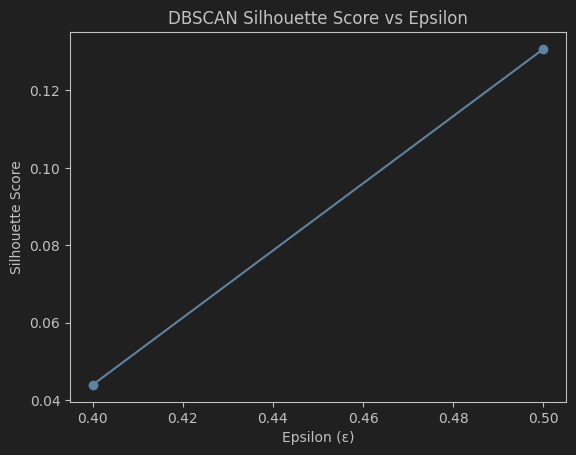 DBSCAN Silhouette Score vs Epsilon
Silhouette Score
0.12
0.10
0.08
0.06
0.04
0.40 0.42 0.44 0.46 0.48 0.50
Epsilon (ε)